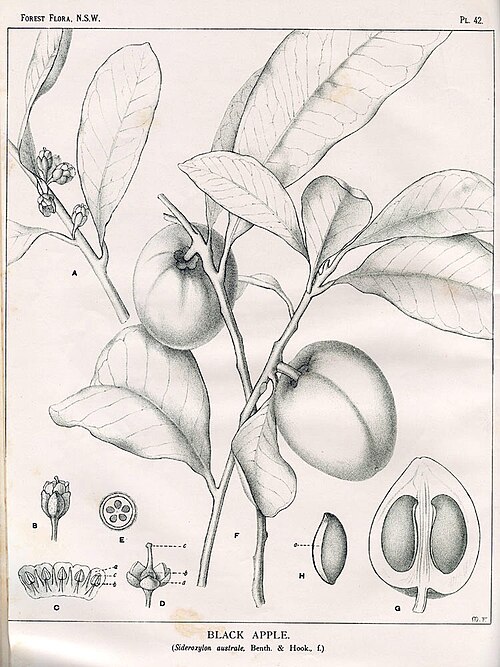 FOREST FLORA, N.S.W.
PL. 42.
A
B
E
F
H
G
C
D
a
c
b
c
b
a
a
BLACK APPLE.
(Sideroxylon australe, Benth. & Hook., f.)